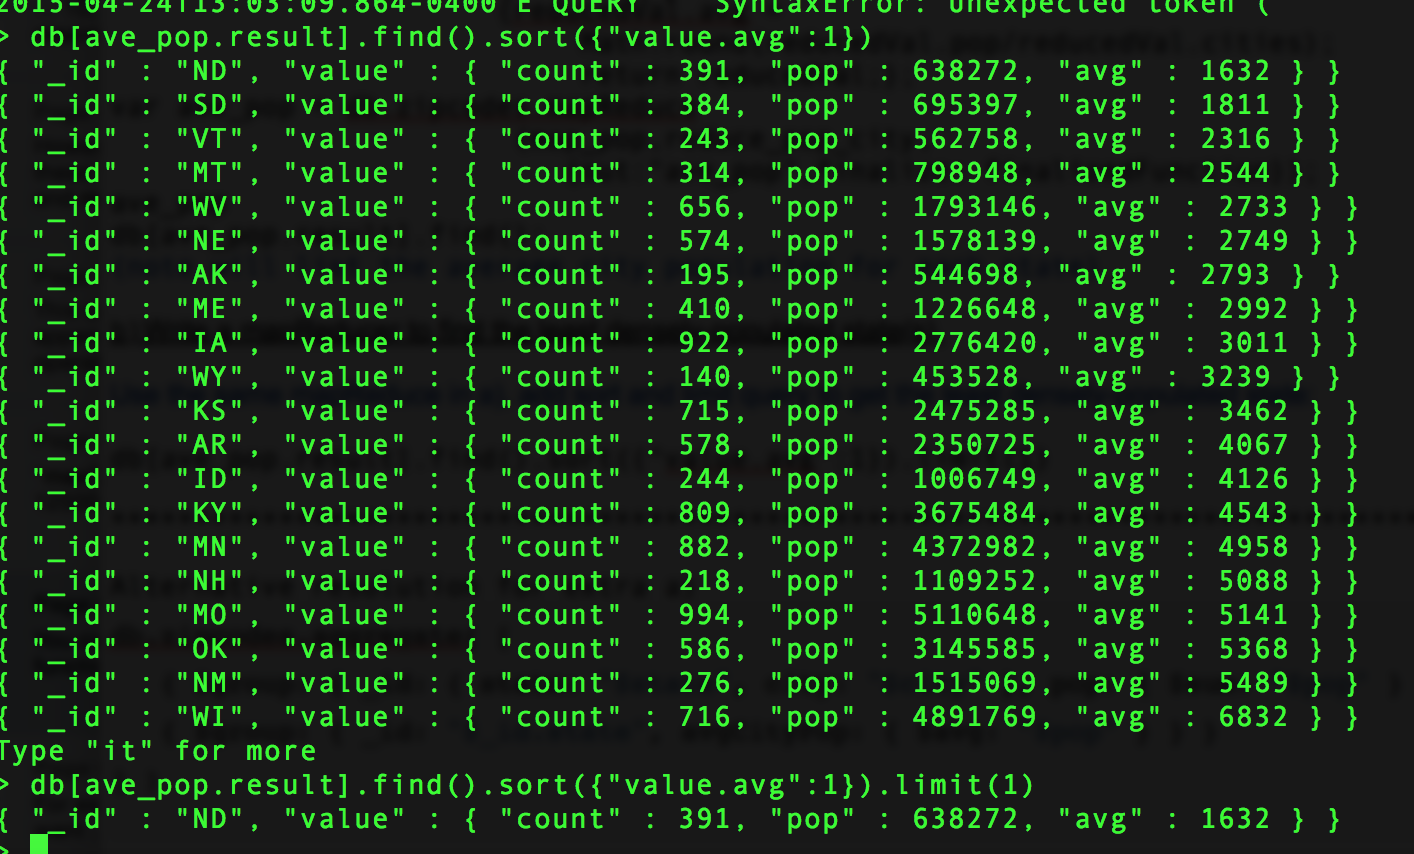 2015-04-24T13:03:09.864-0400 E QUERY    SyntaxError: Unexpected token (
> db[ave_pop.result].find().sort({"value.avg":1})
{ "_id" : "ND", "value" : { "count" : 391, "pop" : 638272, "avg" : 1632 } }
{ "_id" : "SD", "value" : { "count" : 384, "pop" : 695397, "avg" : 1811 } }
{ "_id" : "VT", "value" : { "count" : 243, "pop" : 562758, "avg" : 2316 } }
{ "_id" : "MT", "value" : { "count" : 314, "pop" : 798948, "avg" : 2544 } }
{ "_id" : "WV", "value" : { "count" : 656, "pop" : 1793146, "avg" : 2733 } }
{ "_id" : "NE", "value" : { "count" : 574, "pop" : 1578139, "avg" : 2749 } }
{ "_id" : "AK", "value" : { "count" : 195, "pop" : 544698, "avg" : 2793 } }
{ "_id" : "ME", "value" : { "count" : 410, "pop" : 1226648, "avg" : 2992 } }
{ "_id" : "IA", "value" : { "count" : 922, "pop" : 2776420, "avg" : 3011 } }
{ "_id" : "WY", "value" : { "count" : 140, "pop" : 453528, "avg" : 3239 } }
{ "_id" : "KS", "value" : { "count" : 715, "pop" : 2475285, "avg" : 3462 } }
{ "_id" : "AR", "value" : { "count" : 578, "pop" : 2350725, "avg" : 4067 } }
{ "_id" : "ID", "value" : { "count" : 244, "pop" : 1006749, "avg" : 4126 } }
{ "_id" : "KY", "value" : { "count" : 809, "pop" : 3675484, "avg" : 4543 } }
{ "_id" : "MN", "value" : { "count" : 882, "pop" : 4372982, "avg" : 4958 } }
{ "_id" : "NH", "value" : { "count" : 218, "pop" : 1109252, "avg" : 5088 } }
{ "_id" : "MO", "value" : { "count" : 994, "pop" : 5110648, "avg" : 5141 } }
{ "_id" : "OK", "value" : { "count" : 586, "pop" : 3145585, "avg" : 5368 } }
{ "_id" : "NM", "value" : { "count" : 276, "pop" : 1515069, "avg" : 5489 } }
{ "_id" : "WI", "value" : { "count" : 716, "pop" : 4891769, "avg" : 6832 } }
Type "it" for more
> db[ave_pop.result].find().sort({"value.avg":1}).limit(1)
{ "_id" : "ND", "value" : { "count" : 391, "pop" : 638272, "avg" : 1632 } }
>